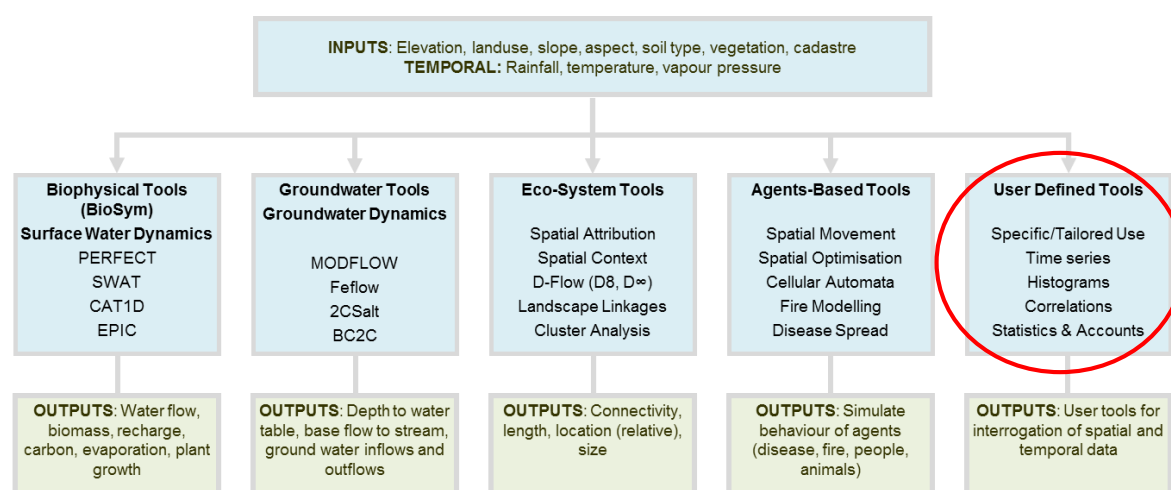 INPUTS: Elevation, landuse, slope, aspect, soil type, vegetation, cadastre
TEMPORAL: Rainfall, temperature, vapour pressure
Biophysical Tools
(BioSym)
Surface Water Dynamics
PERFECT
SWAT
CAT1D
EPIC
Groundwater Tools
Groundwater Dynamics
MODFLOW
Feflow
2CSalt
BC2C
Eco-System Tools
Spatial Attribution
Spatial Context
D-Flow (D8, D∞)
Landscape Linkages
Cluster Analysis
Agents-Based Tools
Spatial Movement
Spatial Optimisation
Cellular Automata
Fire Modelling
Disease Spread
User Defined Tools
Specific/Tailored Use
Time series
Histograms
Correlations
Statistics & Accounts
OUTPUTS: Water flow,
biomass, recharge,
carbon, evaporation, plant
growth
OUTPUTS: Depth to water
table, base flow to stream,
ground water inflows and
outflows
OUTPUTS: Connectivity,
length, location (relative),
size
OUTPUTS: Simulate
behaviour of agents
(disease, fire, people,
animals)
OUTPUTS: User tools for
interrogation of spatial and
temporal data